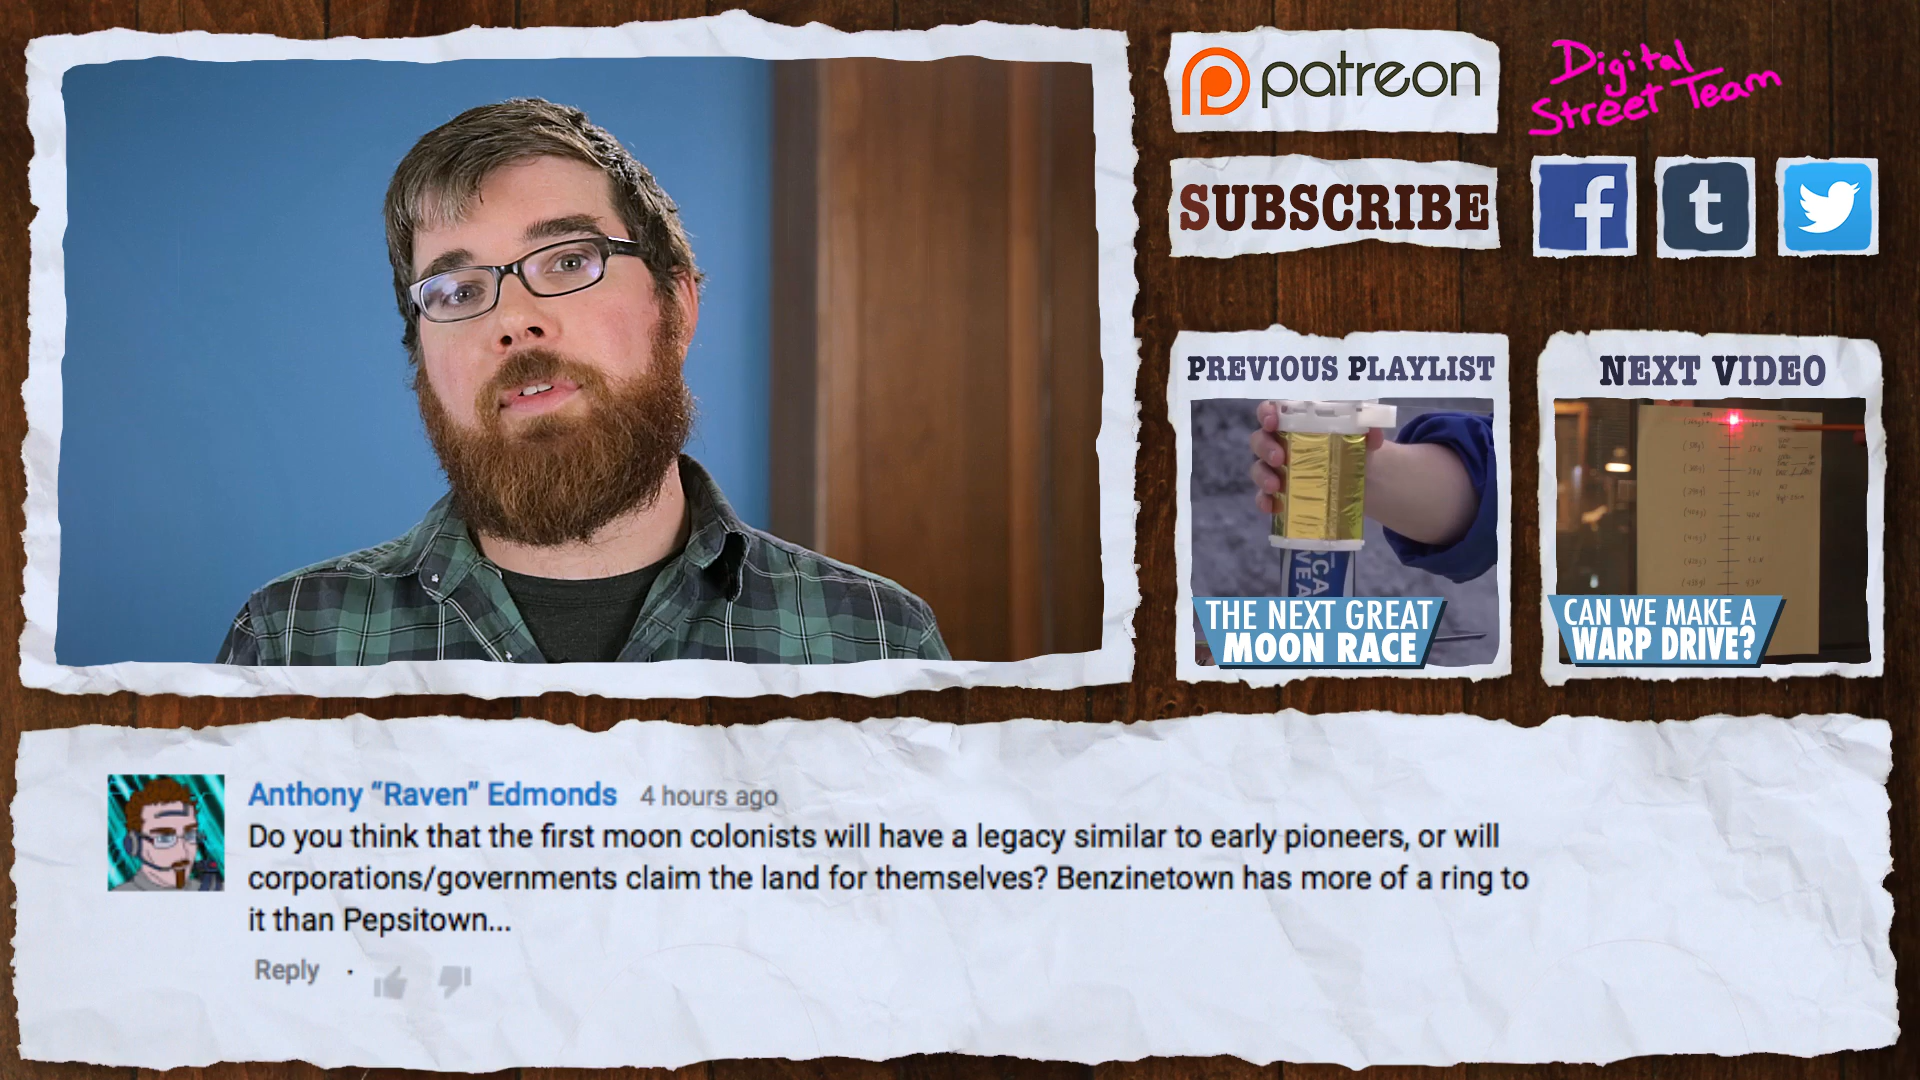 patreon
Digital
Street Team
SUBSCRIBE
f
t
PREVIOUS PLAYLIST
THE NEXT GREAT
MOON RACE
NEXT VIDEO
CAN WE MAKE A
WARP DRIVE?
Anthony “Raven” Edmonds 4 hours ago
Do you think that the first moon colonists will have a legacy similar to early pioneers, or will
corporations/governments claim the land for themselves? Benzinetown has more of a ring to
it than Pepsitown...
Reply ·